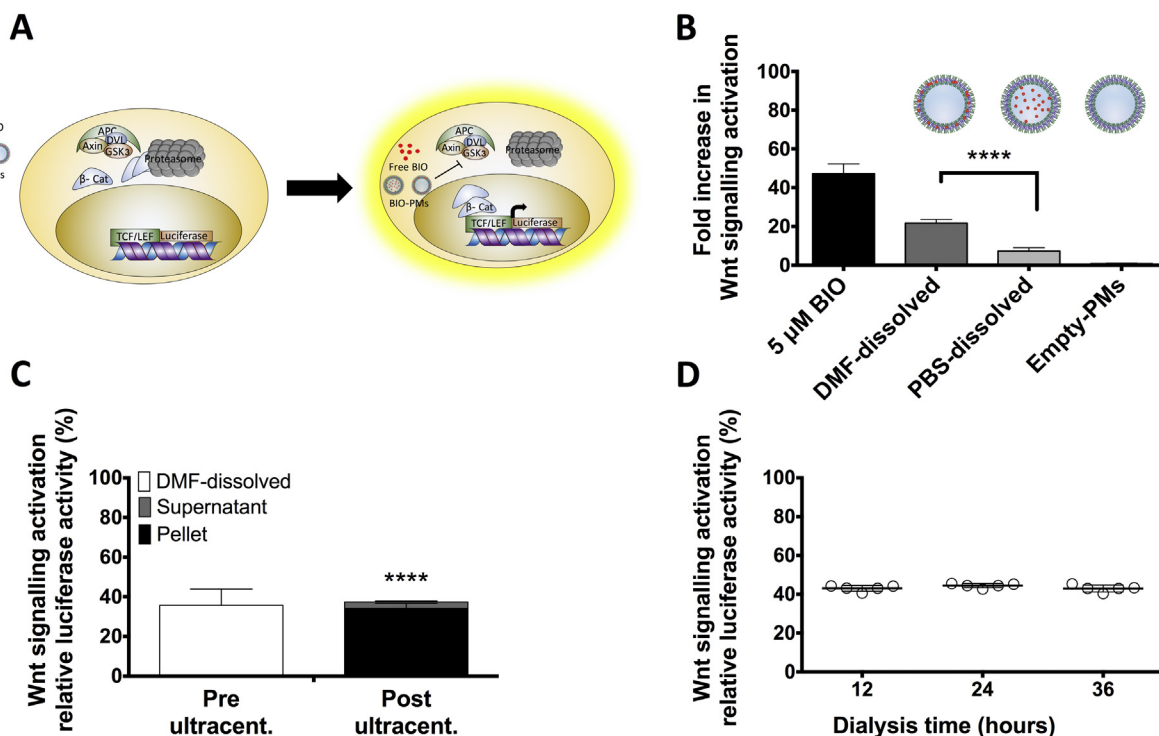 A
APC
DVL
Axin
GSK3
Proteasome
β- Cat
TCF/LEF
Luciferase
APC
DVL
Axin
GSK3
Proteasome
Free BIO
BIO-PMs
β- Cat
TCF/LEF
Luciferase
B
Fold increase in
Wnt signalling activation
100
80
60
40
20
0
****
5 µM BIO
DMF-dissolved
PBS-dissolved
Empty-PMs
C
Wnt signalling activation
relative luciferase activity (%)
100
80
60
40
20
0
DMF-dissolved
Supernatant
Pellet
****
Pre
ultracent.
Post
ultracent.
D
Wnt signalling activation
relative luciferase activity (%)
100
80
60
40
20
0
12
24
36
Dialysis time (hours)